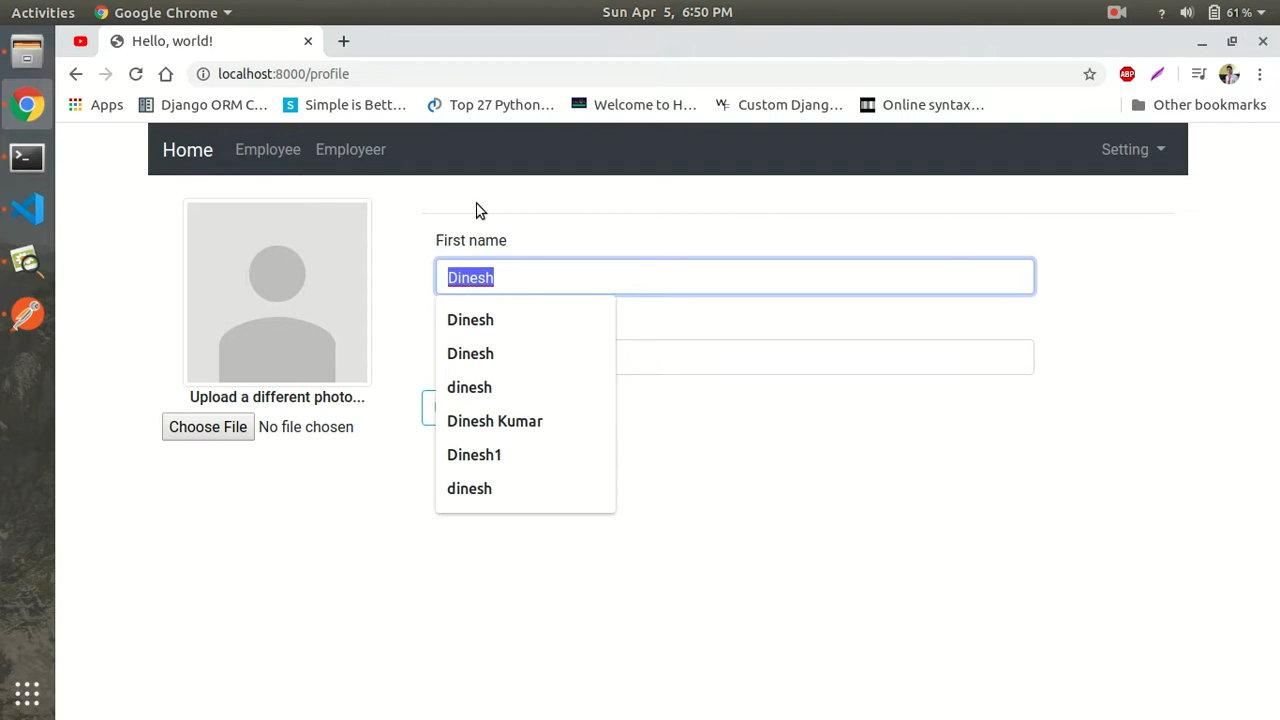 Activities Google Chrome Sun Apr 5, 6:50 PM ? 61%
Hello, world!
localhost:8000/profile ABP
Apps Django ORM C... S Simple is Bett... Top 27 Python... Welcome to H... Custom Djang... Online syntax... Other bookmarks
Home Employee Employeer Setting
First name
Dinesh
Dinesh
Dinesh
dinesh
Dinesh Kumar
Dinesh1
dinesh
Upload a different photo...
Choose File No file chosen